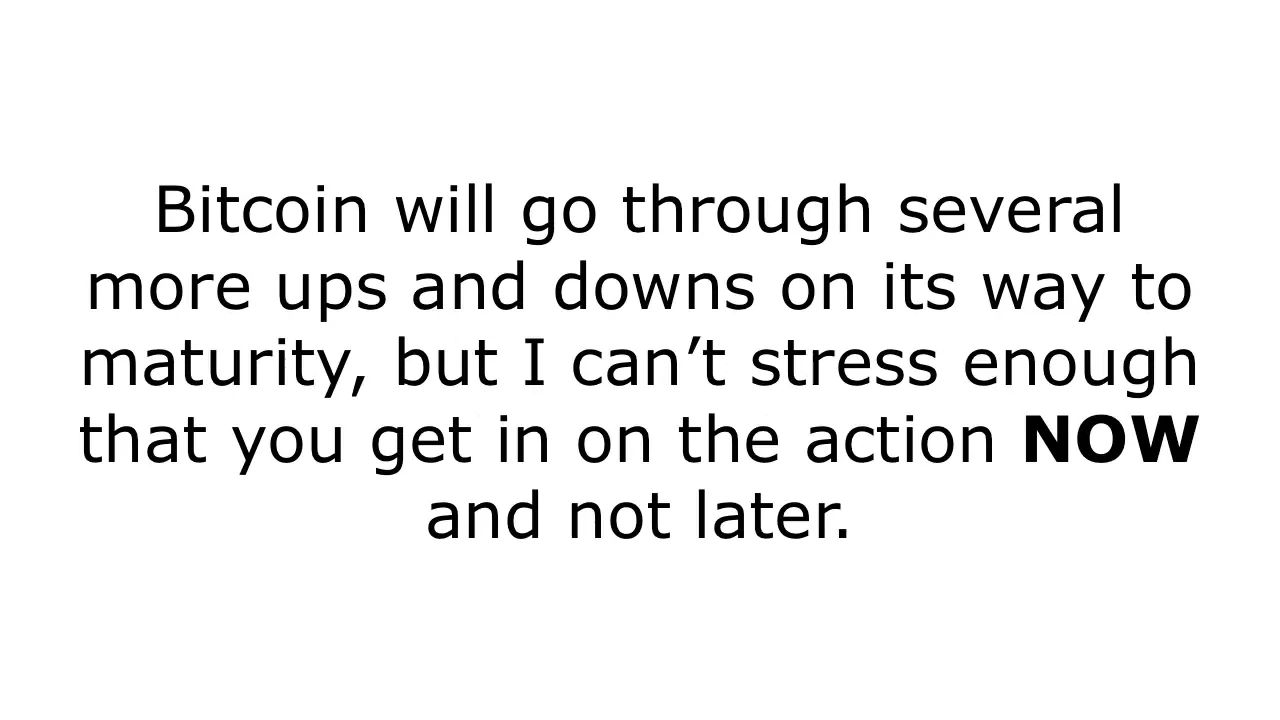 Bitcoin will go through several
more ups and downs on its way to
maturity, but I can’t stress enough
that you get in on the action NOW
and not later.